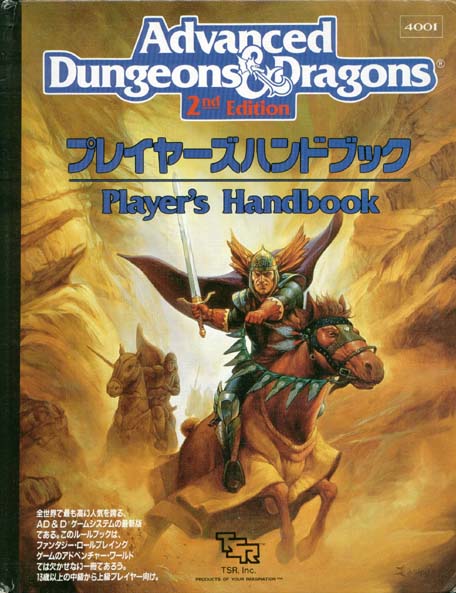 4001
Advanced
Dungeons & Dragons®
2nd Edition
プレイヤーズハンドブック
Player's Handbook
全世界で最も高い人気を誇る、
AD&D™ゲームシステムの最新版
である。このルールブックは、
ファンタジー・ロールプレイング
ゲームのアドベンチャー・ワールド
では欠かせない一冊であろう。
13歳以上の中級から上級プレイヤー向け。
TSR
TSR, Inc.
PRODUCTS OF YOUR IMAGINATION™